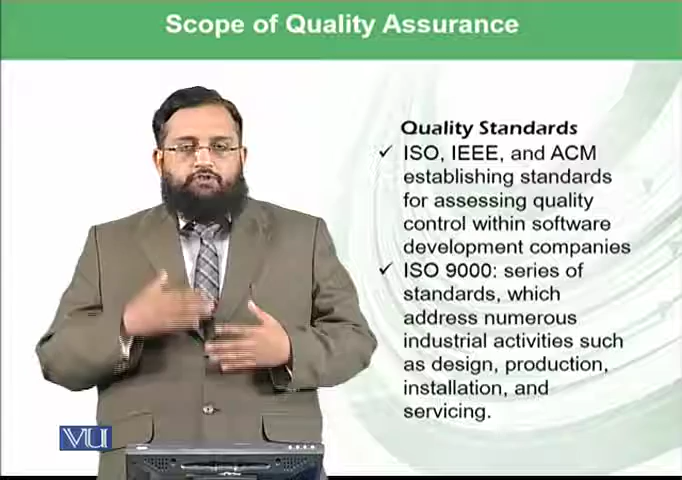 Scope of Quality Assurance
Quality Standards
✓ ISO, IEEE, and ACM
establishing standards
for assessing quality
control within software
development companies
✓ ISO 9000: series of
standards, which
address numerous
industrial activities such
as design, production,
installation, and
servicing.
VU